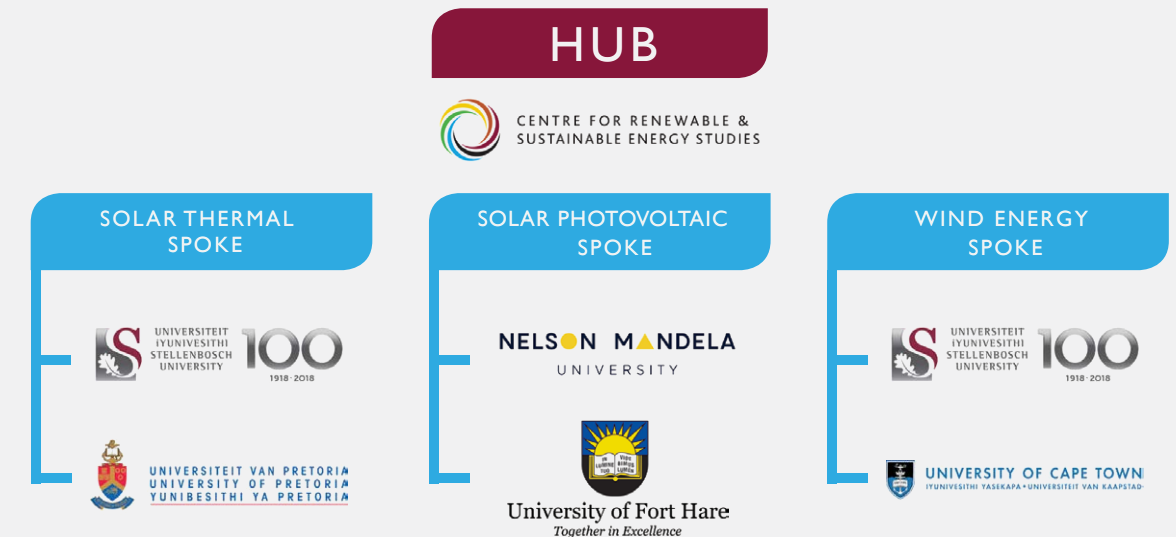 HUB
CENTRE FOR RENEWABLE &
SUSTAINABLE ENERGY STUDIES
SOLAR THERMAL
SPOKE
UNIVERSITEIT
iYUNIVESITHI
STELLENBOSCH
UNIVERSITY
100
1918·2018
UNIVERSITEIT VAN PRETORIA
UNIVERSITY OF PRETORIA
YUNIBESITHI YA PRETORIA
SOLAR PHOTOVOLTAIC
SPOKE
NELSON MANDELA
UNIVERSITY
University of Fort Hare
Together in Excellence
WIND ENERGY
SPOKE
UNIVERSITEIT
iYUNIVESITHI
STELLENBOSCH
UNIVERSITY
100
1918·2018
UNIVERSITY OF CAPE TOWN
IYUNIVESITHI YASEKAPA • UNIVERSITEIT VAN KAAPSTAD